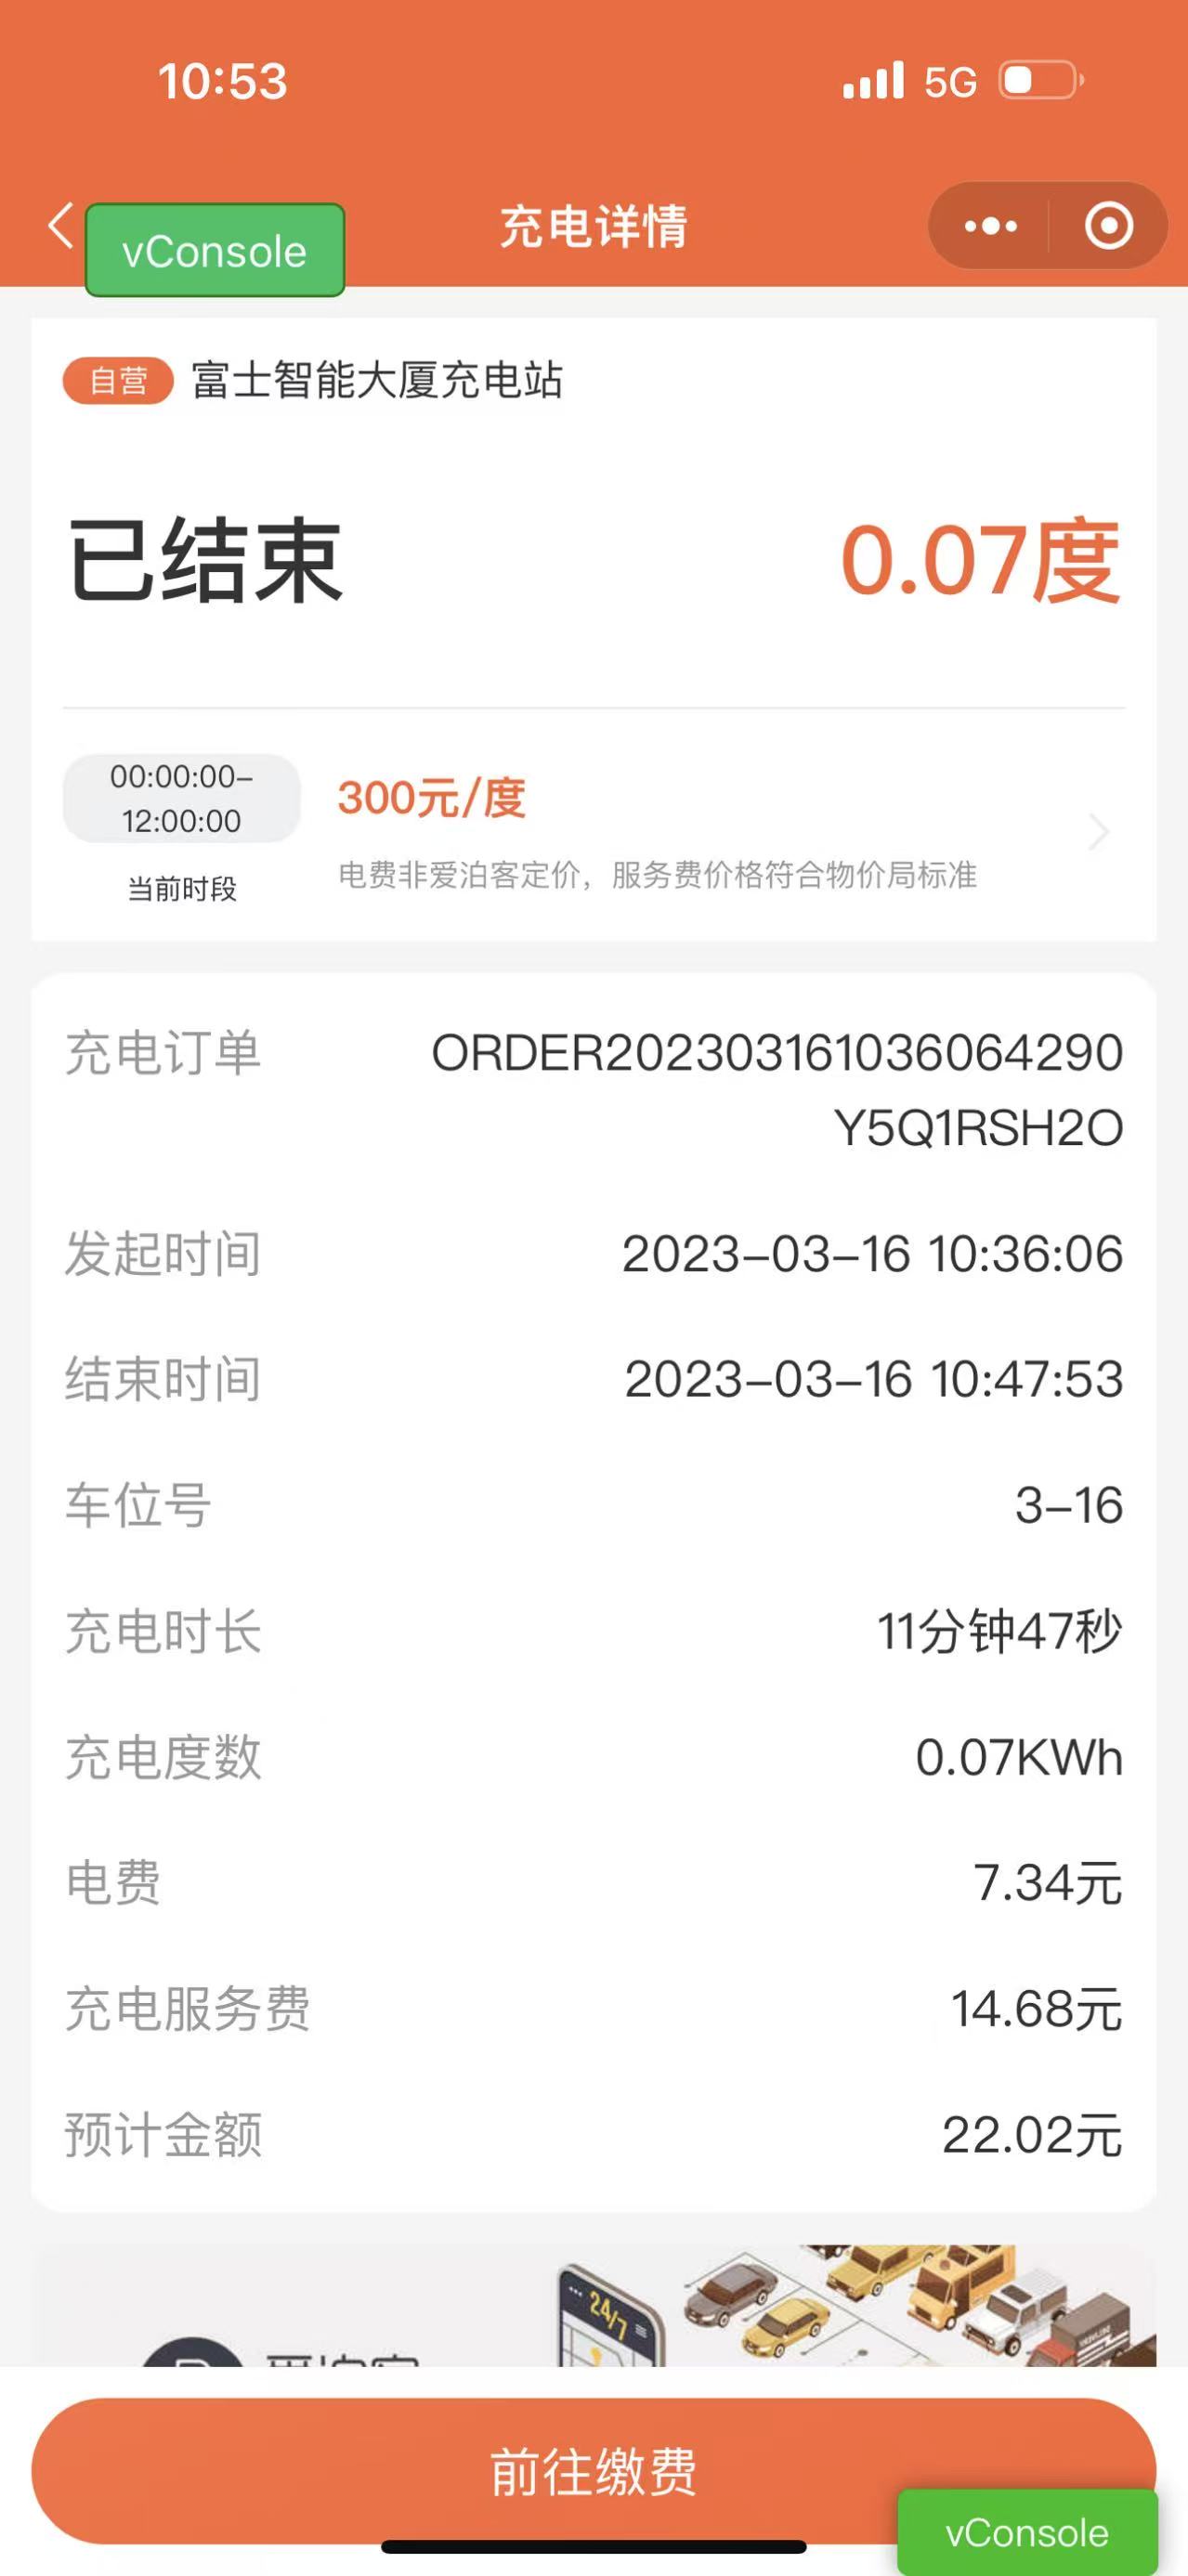 10:53
5G
vConsole
充电详情
自营 富士智能大厦充电站
已结束
0.07度
00:00:00-
12:00:00
当前时段
300元/度
电费非爱泊客定价，服务费价格符合物价局标准
充电订单 ORDER202303161036064290
Y5Q1RSH2O
发起时间 2023-03-16 10:36:06
结束时间 2023-03-16 10:47:53
车位号 3-16
充电时长 11分钟47秒
充电度数 0.07KWh
电费 7.34元
充电服务费 14.68元
预计金额 22.02元
24/7
前往缴费
vConsole